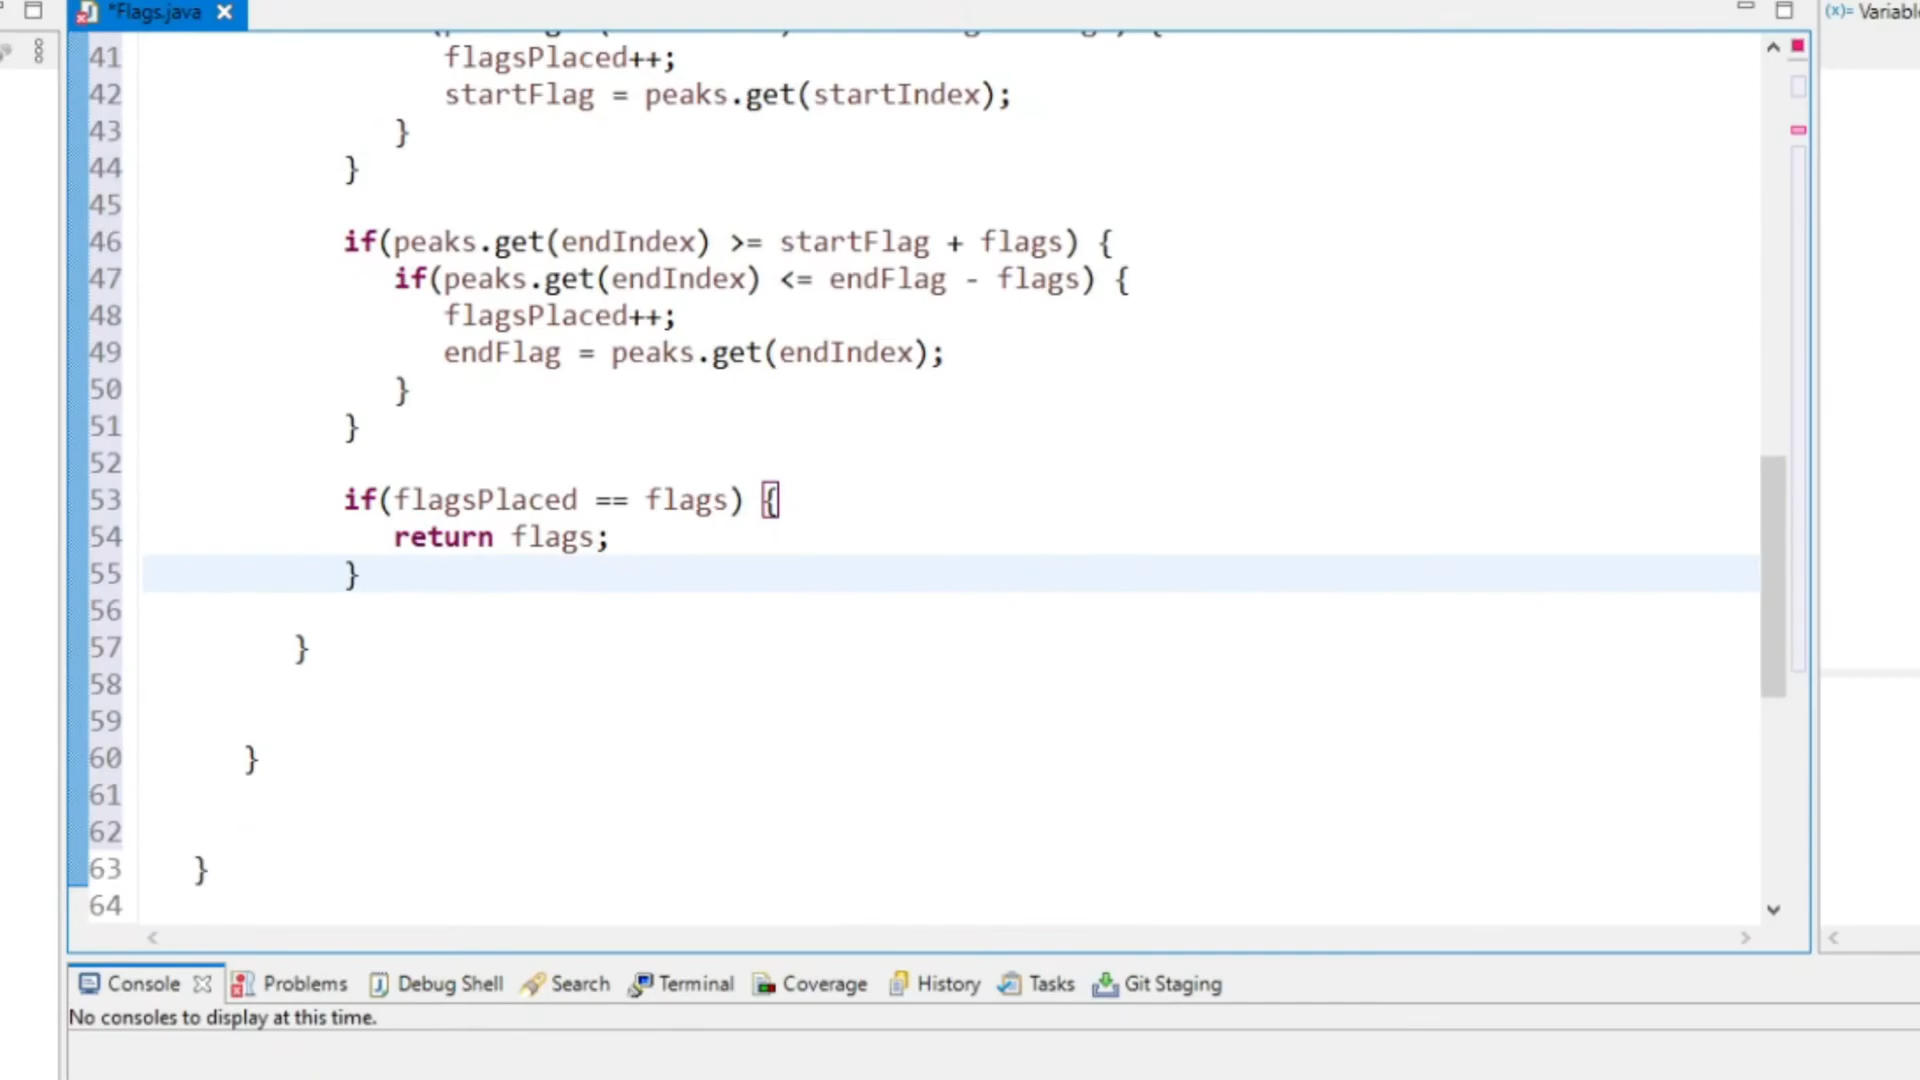 *Flags.java
(x)= Variabl
41 flagsPlaced++;
42 startFlag = peaks.get(startIndex);
43 }
44 }
45
46 if(peaks.get(endIndex) >= startFlag + flags) {
47 if(peaks.get(endIndex) <= endFlag - flags) {
48 flagsPlaced++;
49 endFlag = peaks.get(endIndex);
50 }
51 }
52
53 if(flagsPlaced == flags) {
54 return flags;
55 }
56
57 }
58
59
60 }
61
62
63 }
64
Console Problems Debug Shell Search Terminal Coverage History Tasks Git Staging
No consoles to display at this time.